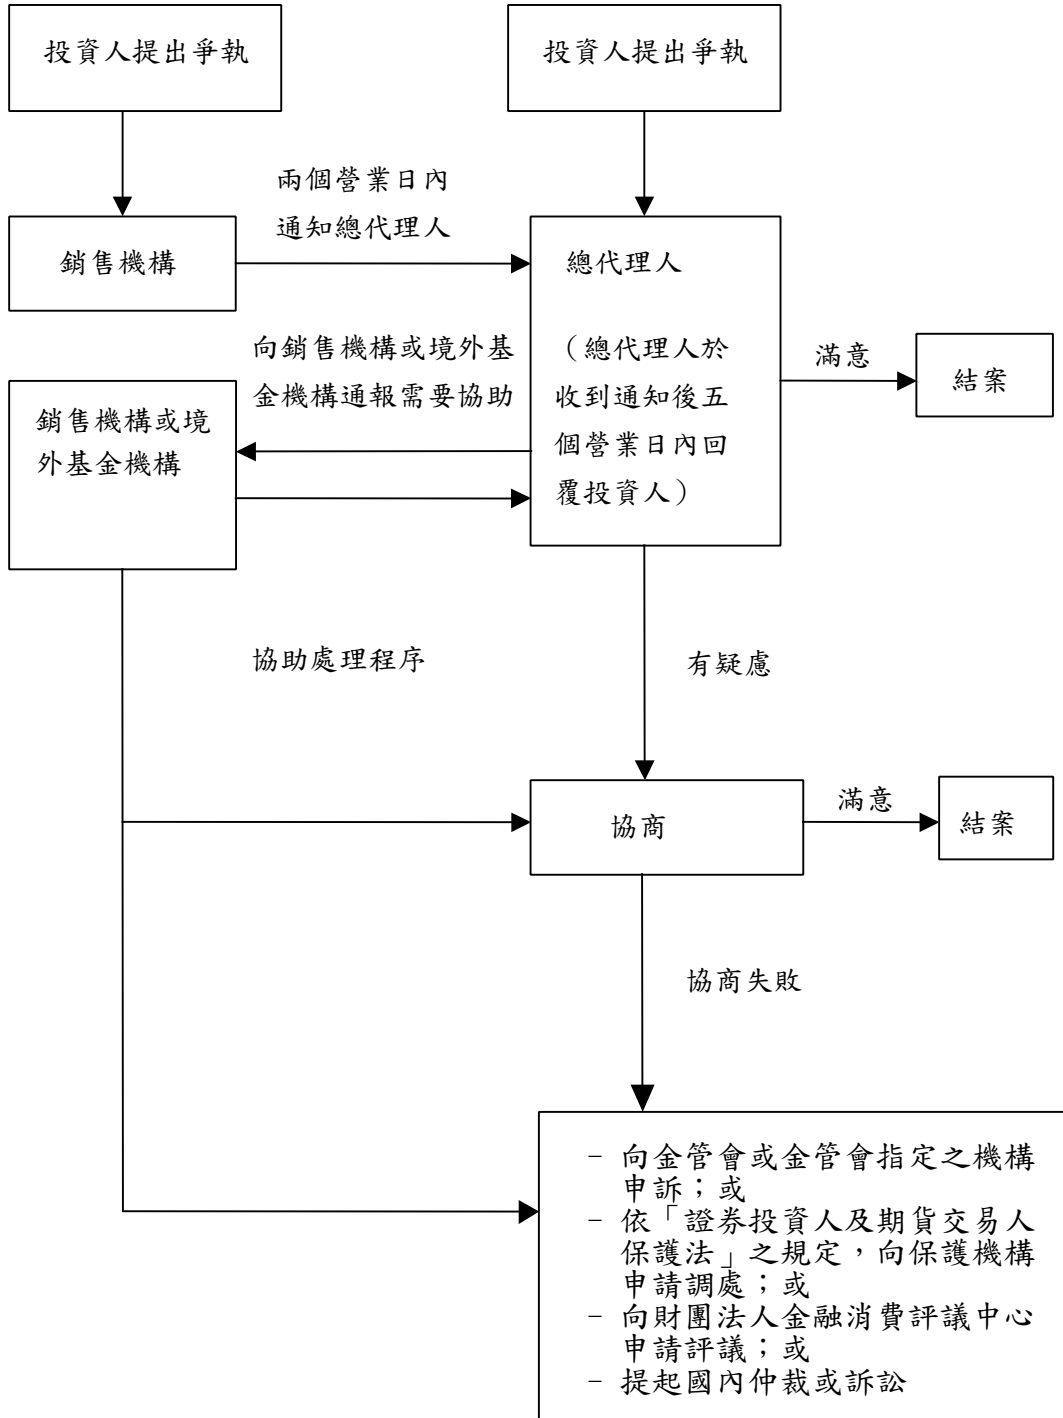 投資人提出爭執
投資人提出爭執
兩個營業日內
通知總代理人
銷售機構
總代理人
（總代理人於
收到通知後五
個營業日內回
覆投資人）
滿意
結案
向銷售機構或境外基
金機構通報需要協助
銷售機構或境
外基金機構
協助處理程序
有疑慮
協商
滿意
結案
協商失敗
- 向金管會或金管會指定之機構
申訴；或
- 依「證券投資人及期貨交易人
保護法」之規定，向保護機構
申請調處；或
- 向財團法人金融消費評議中心
申請評議；或
- 提起國內仲裁或訴訟